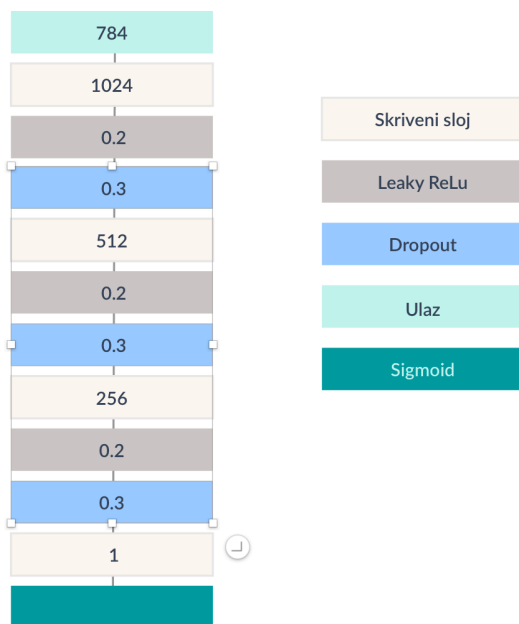 784
1024
0.2
0.3
512
0.2
0.3
256
0.2
0.3
1
Skriveni sloj
Leaky ReLu
Dropout
Ulaz
Sigmoid